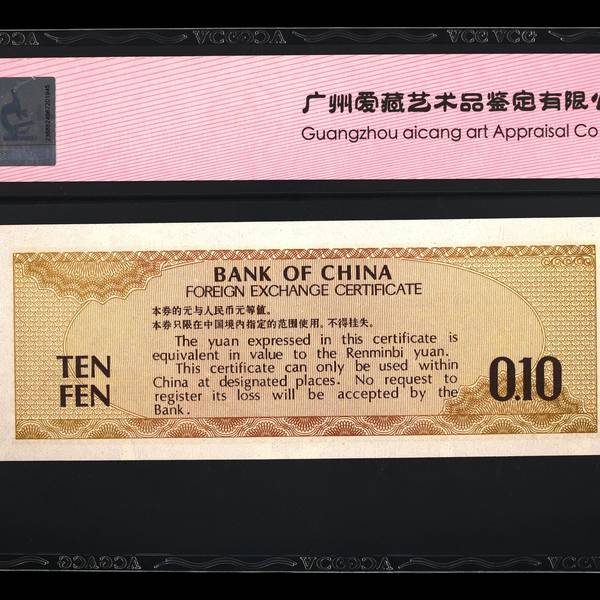 广州爱藏艺术品鉴定有限
Guangzhou aicang art Appraisal Co
BANK OF CHINA
FOREIGN EXCHANGE CERTIFICATE
本券的元与人民币元等值。
本券只限在中国境内指定的范围使用，不得挂失。
The yuan expressed in this certificate is
equivalent in value to the Renminbi yuan.
This certificate can only be used within
China at designated places. No request to
register its loss will be accepted by the
Bank.
TEN
FEN
0.10